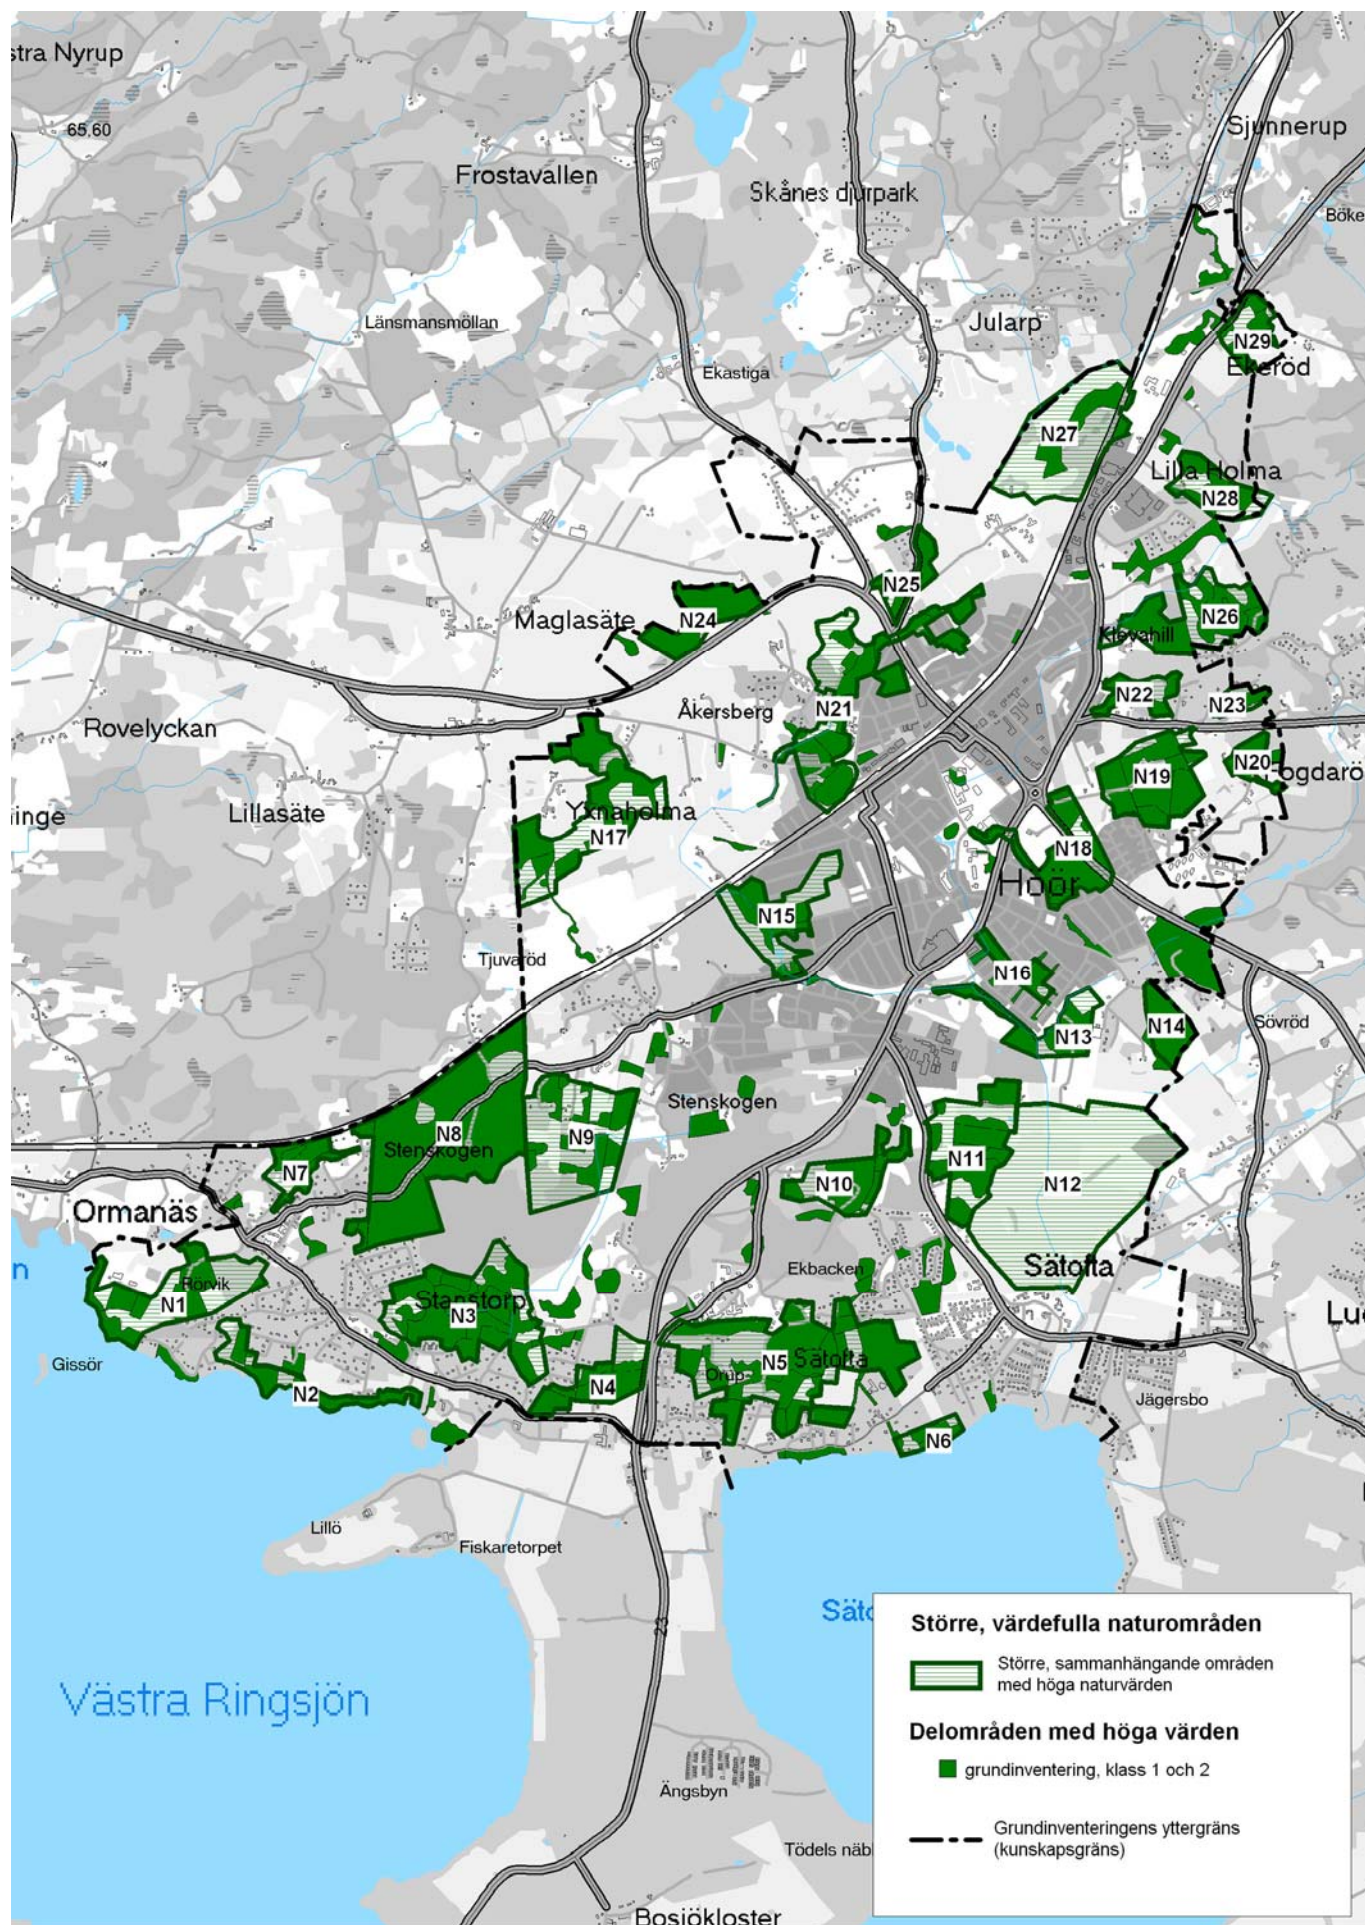 stra Nyrup
65,60
Sjunnerup
Frostavallen
Skånes djurpark
Böke
Länsmansmöllan
Jularp
N29
Ekeröd
Ekastiga
N27
Lilla Holma
N28
N25
Maglasäte
N24
N26
Klevahill
N22
N23
Åkersberg
N21
Rovelyckan
N19
N20
ogdarö
inge
Lillasäte
Yxnaholma
N17
N18
Höör
N15
Tjuvaröd
N16
N13
N14
Sövröd
Stenskogen
N8
Stenskogen
N9
N7
N11
N10
N12
Ormanäs
n
Ekbacken
Sätofta
Rörvik
N1
Stanstorp
N3
Lu
Gissör
N5
Sätofta
Orup
N4
N2
Jägersbo
N6
Lillö
Fiskaretorpet
Sät
23
Västra Ringsjön
Ängsbyn
Tödels näb
Bosjökloster
Större, värdefulla naturområden
Större, sammanhängande områden
med höga naturvärden
Delområden med höga värden
grundinventering, klass 1 och 2
Grundinventeringens yttergräns
(kunskapsgräns)